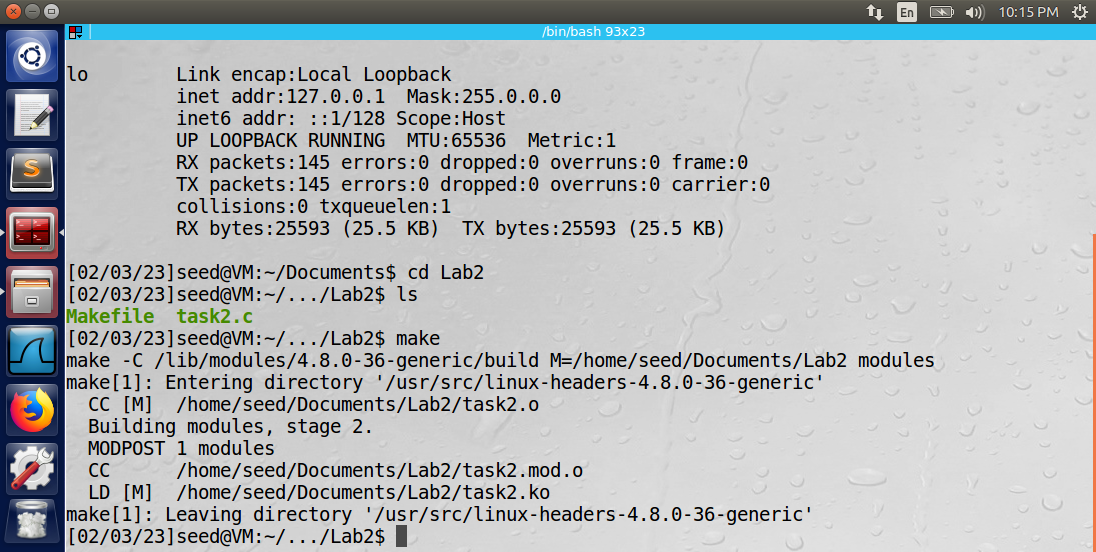 En 10:15 PM
/bin/bash 93x23
lo        Link encap:Local Loopback
          inet addr:127.0.0.1  Mask:255.0.0.0
          inet6 addr: ::1/128 Scope:Host
          UP LOOPBACK RUNNING  MTU:65536  Metric:1
          RX packets:145 errors:0 dropped:0 overruns:0 frame:0
          TX packets:145 errors:0 dropped:0 overruns:0 carrier:0
          collisions:0 txqueuelen:1
          RX bytes:25593 (25.5 KB)  TX bytes:25593 (25.5 KB)
[02/03/23]seed@VM:~/Documents$ cd Lab2
[02/03/23]seed@VM:~/.../Lab2$ ls
Makefile  task2.c
[02/03/23]seed@VM:~/.../Lab2$ make
make -C /lib/modules/4.8.0-36-generic/build M=/home/seed/Documents/Lab2 modules
make[1]: Entering directory '/usr/src/linux-headers-4.8.0-36-generic'
  CC [M]  /home/seed/Documents/Lab2/task2.o
  Building modules, stage 2.
  MODPOST 1 modules
  CC      /home/seed/Documents/Lab2/task2.mod.o
  LD [M]  /home/seed/Documents/Lab2/task2.ko
make[1]: Leaving directory '/usr/src/linux-headers-4.8.0-36-generic'
[02/03/23]seed@VM:~/.../Lab2$